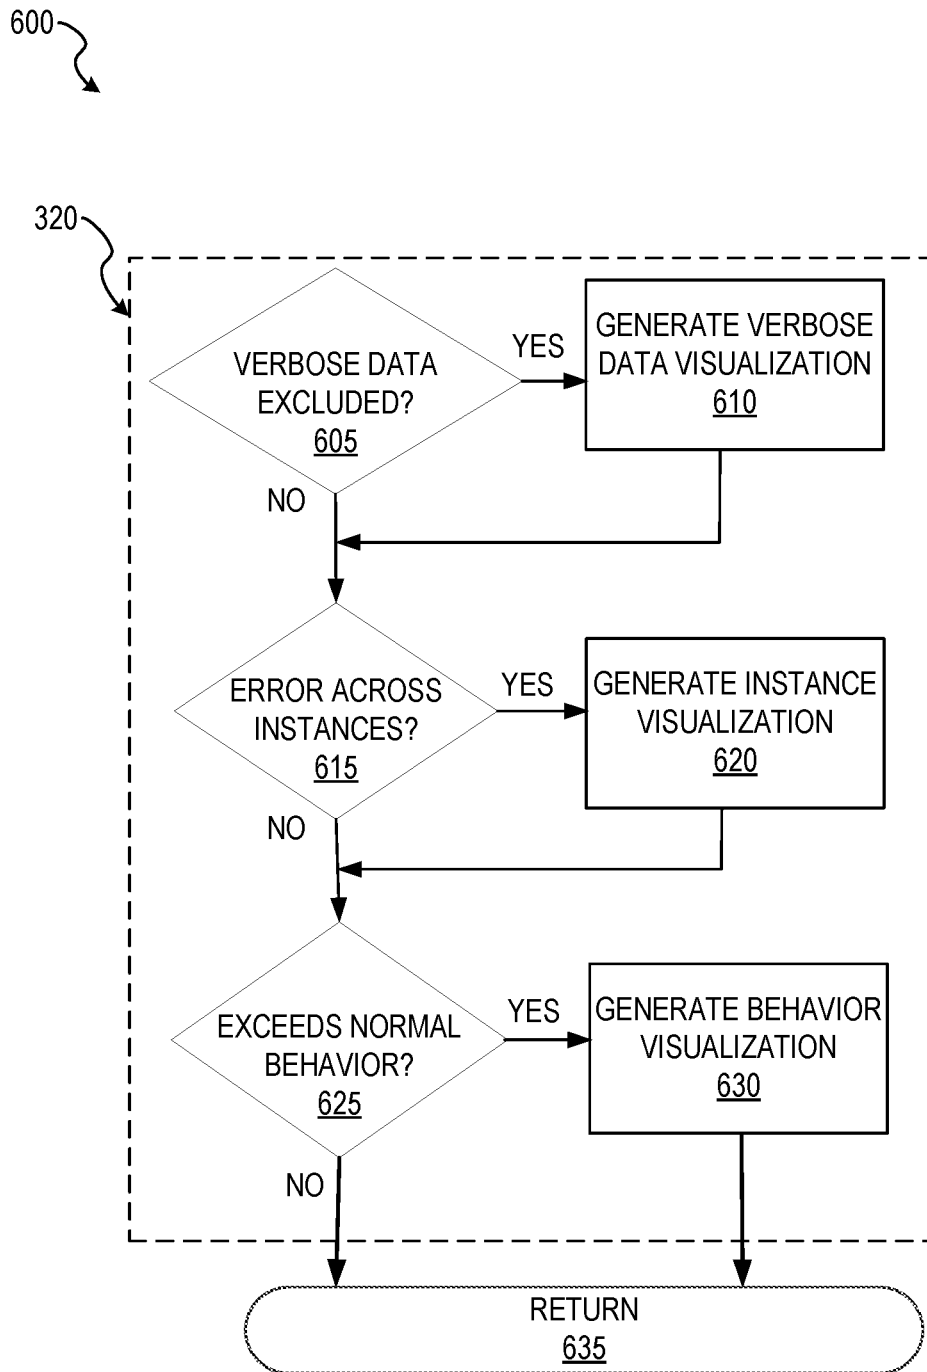 600
320
VERBOSE DATA
EXCLUDED?
605
YES
GENERATE VERBOSE
DATA VISUALIZATION
610
NO
ERROR ACROSS
INSTANCES?
615
YES
GENERATE INSTANCE
VISUALIZATION
620
NO
EXCEEDS NORMAL
BEHAVIOR?
625
YES
GENERATE BEHAVIOR
VISUALIZATION
630
NO
RETURN
635